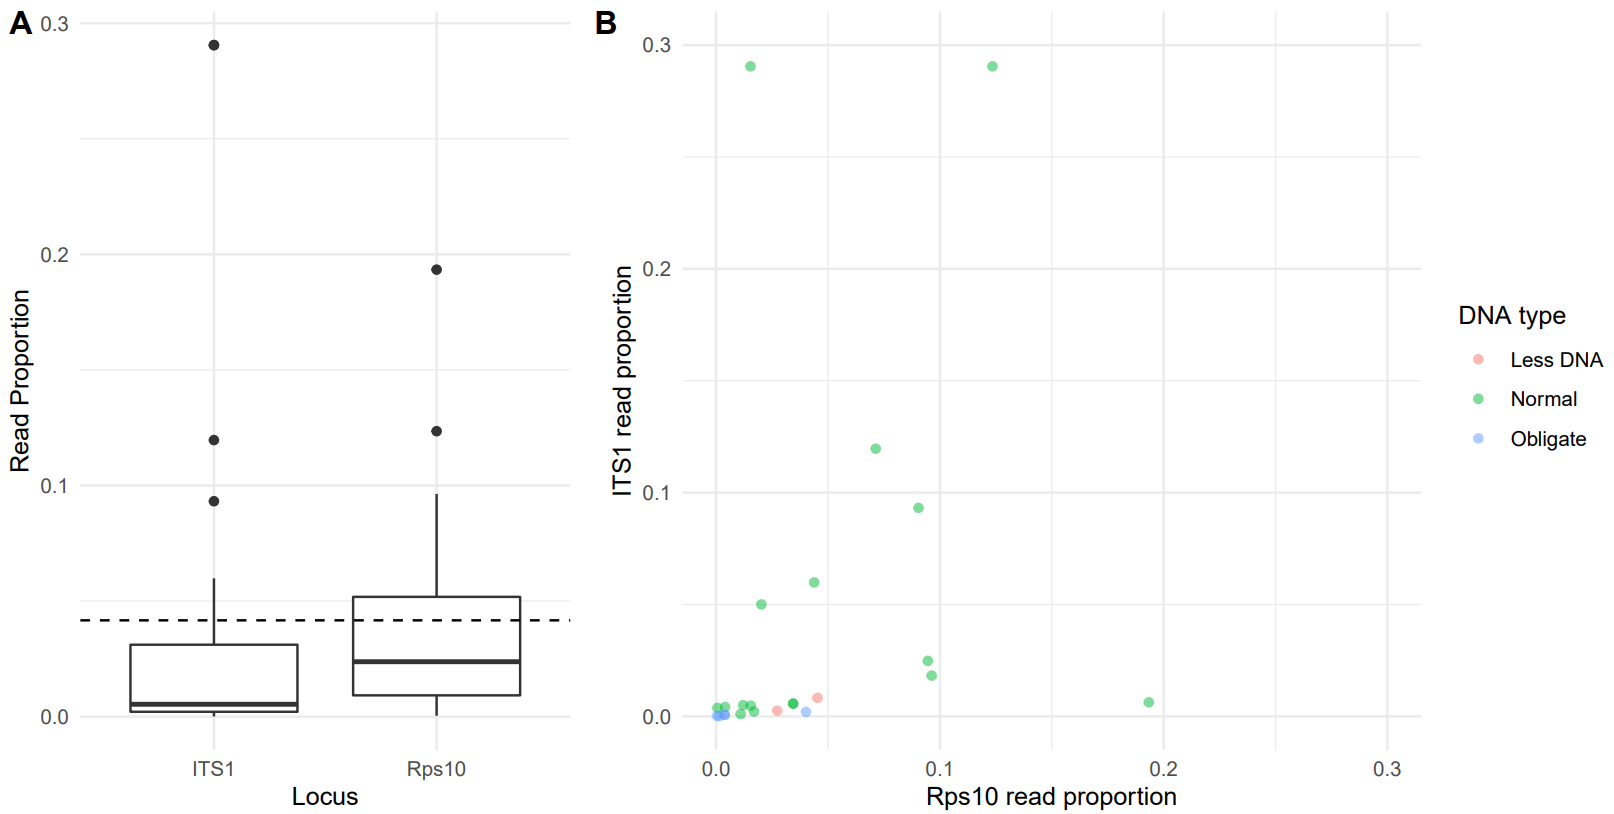 A
0.3
0.2
0.1
0.0
Read Proportion
ITS1
Rps10
Locus
B
0.3
0.2
0.1
0.0
ITS1 read proportion
0.0
0.1
0.2
0.3
Rps10 read proportion
DNA type
Less DNA
Normal
Obligate